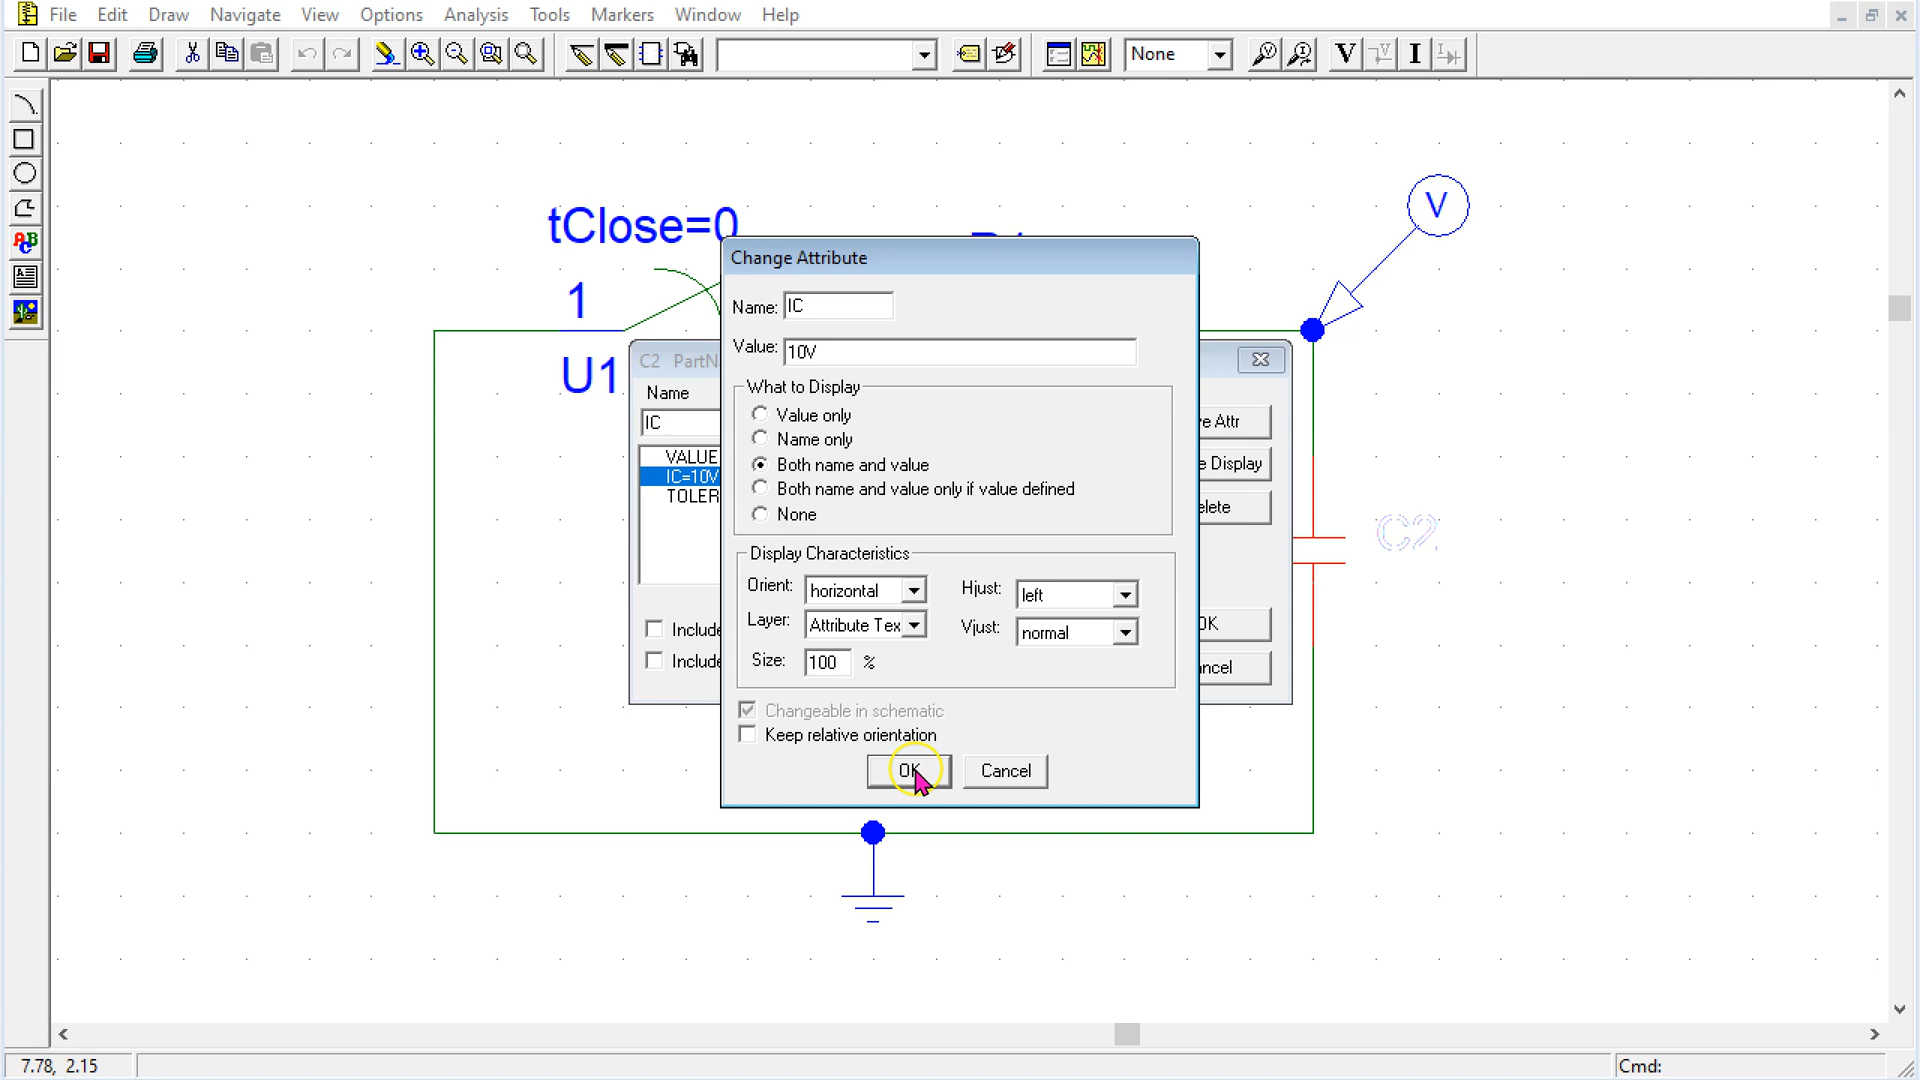 File Edit Draw Navigate View Options Analysis Tools Markers Window Help
None
V
I
ABC
tClose=0
V
1
U1
Change Attribute
Name: IC
Value: 10V
What to Display
Value only
Name only
Both name and value
Both name and value only if value defined
None
Display Characteristics
Orient: horizontal
Hjust: left
Layer: Attribute Tex
Vjust: normal
Size: 100 %
Changeable in schematic
Keep relative orientation
OK Cancel
C2 PartN
Name
IC
VALUE
IC=10V
TOLER
Include
Include
e Attr
e Display
elete
OK
ncel
C2
7.78, 2.15
Cmd: